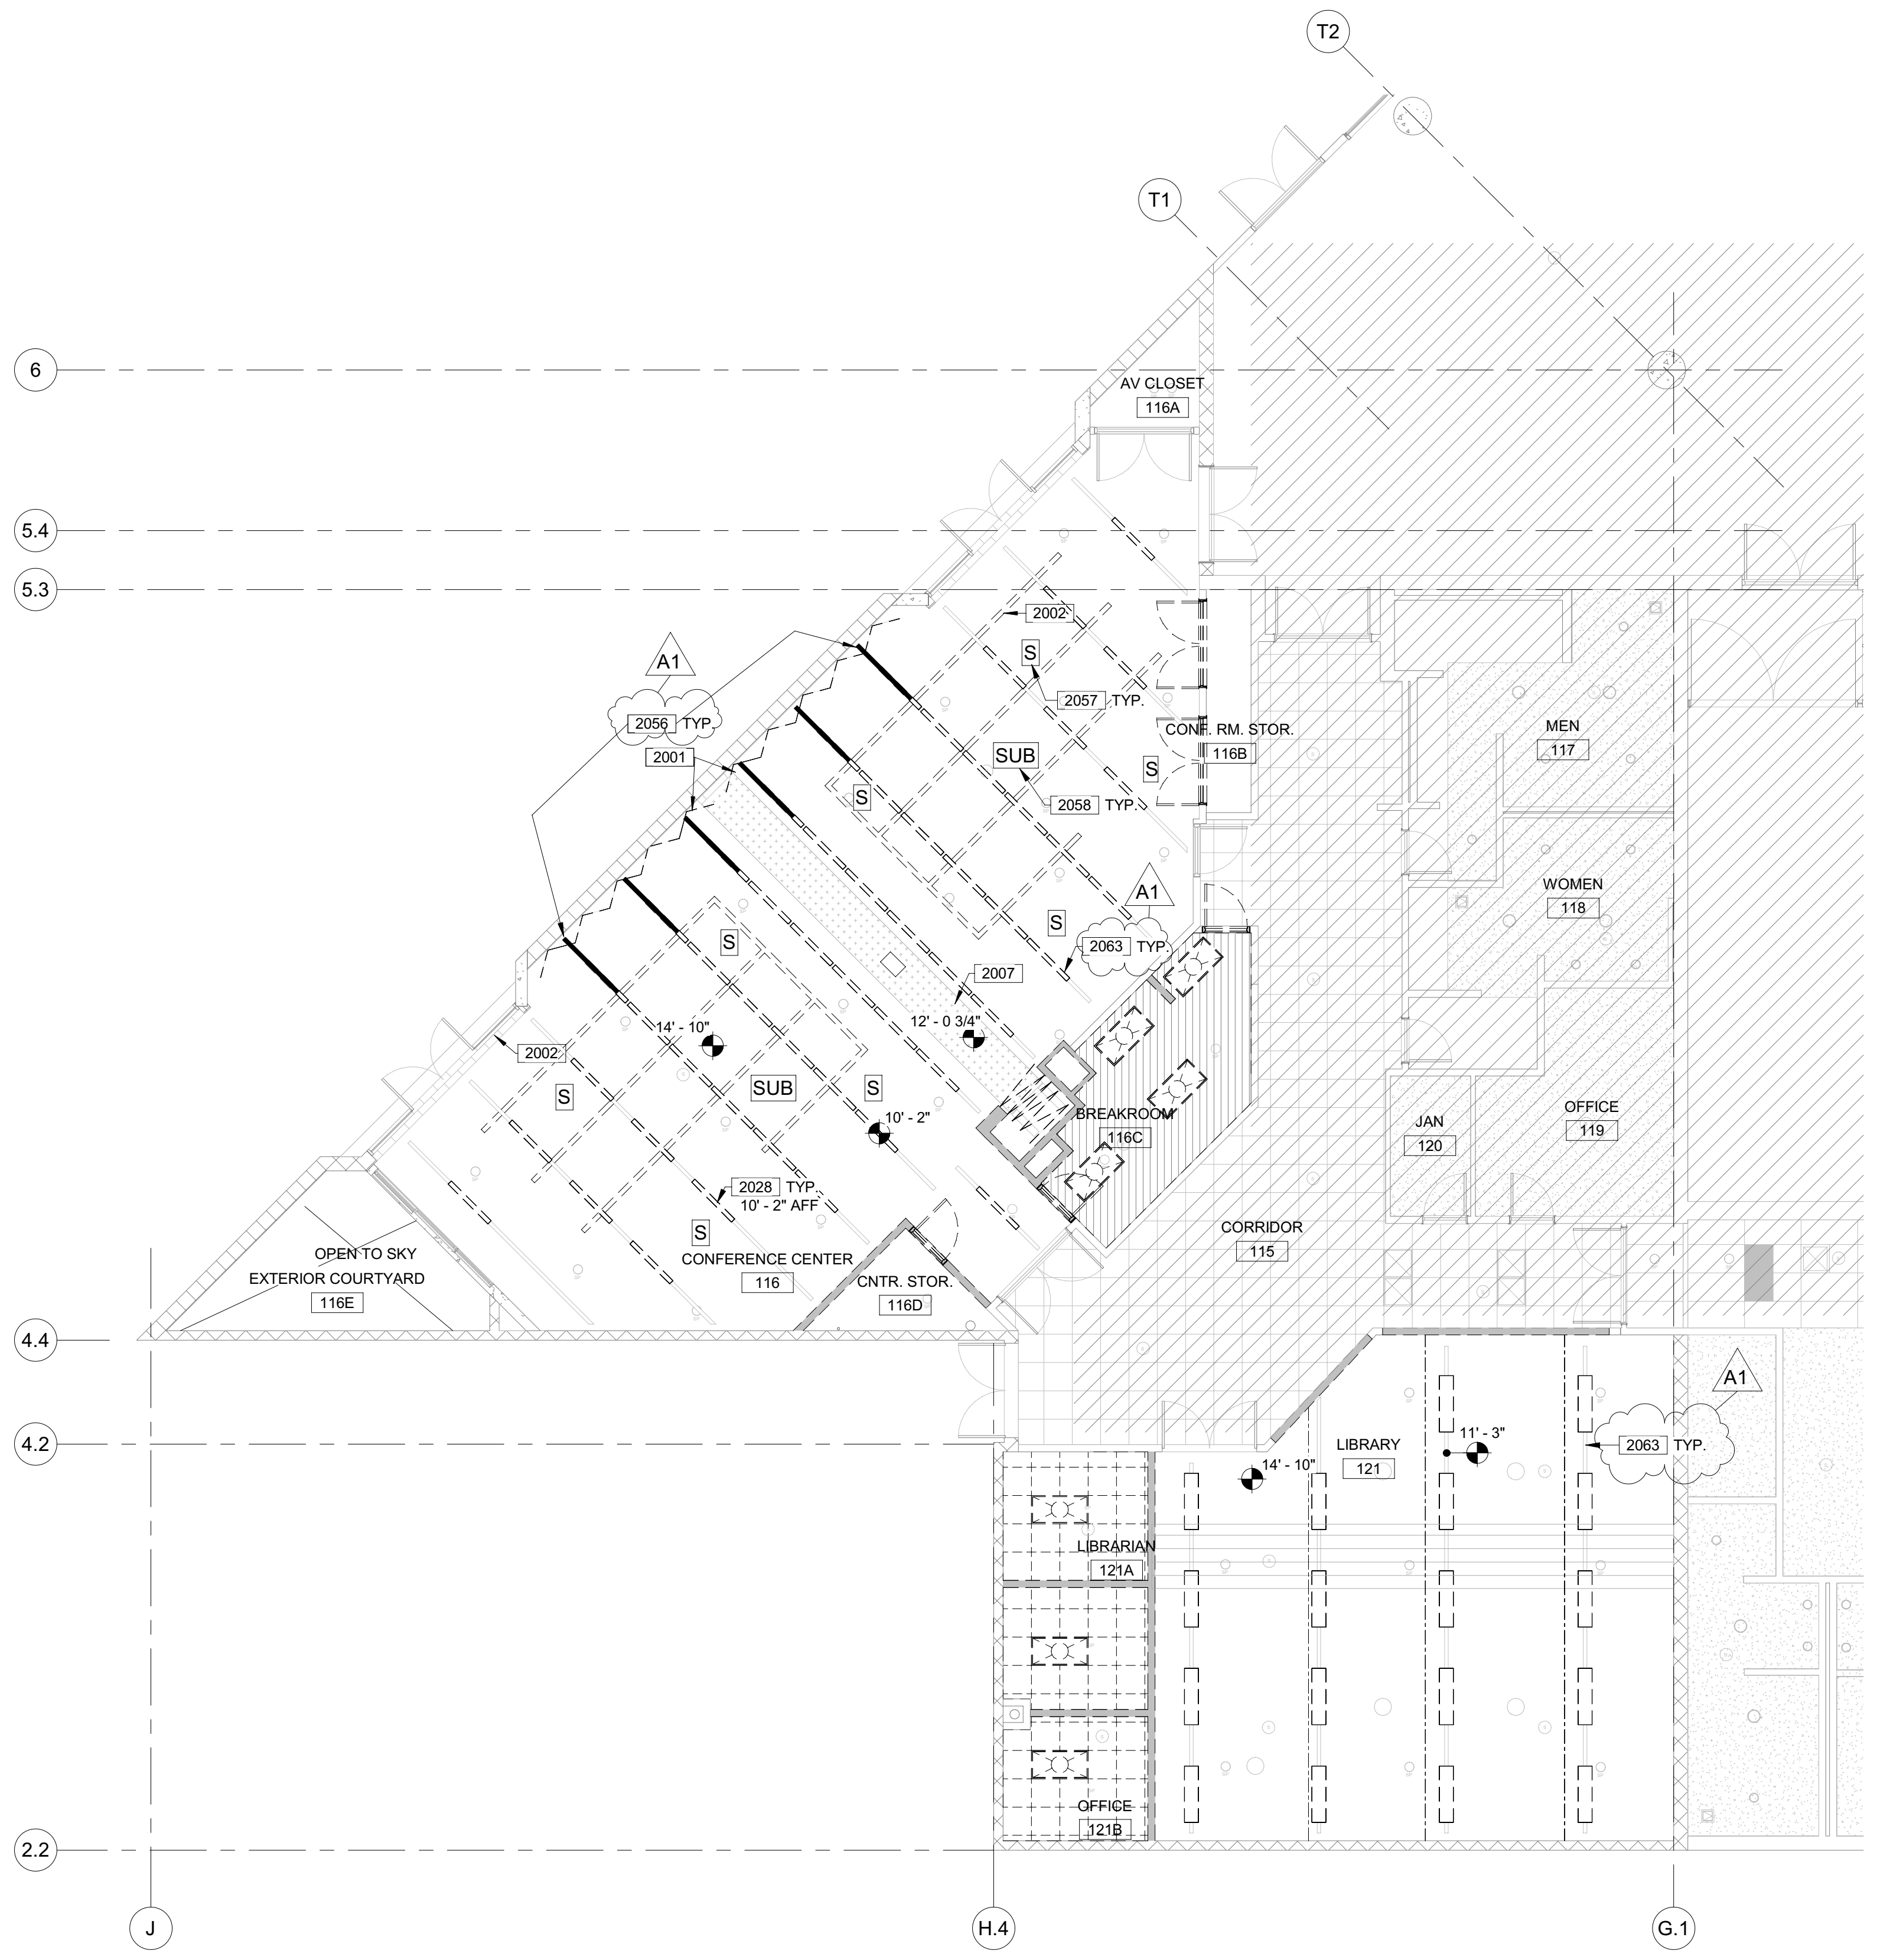 T2
T1
6
AV CLOSET
116A
5.4
5.3
2002
A1
S
2057 TYP.
2056 TYP.
CONF. RM. STOR.
116B
MEN
117
2001
SUB
S
S
2058 TYP.
A1
WOMEN
118
S
S
2063 TYP.
2007
14' - 10"
12' - 0 3/4"
2002
SUB
S
S
10' - 2"
BREAKROOM
116C
JAN
120
OFFICE
119
2028 TYP.
10' - 2" AFF
S
CORRIDOR
115
OPEN TO SKY
CONFERENCE CENTER
116
EXTERIOR COURTYARD
116E
CNTR. STOR.
116D
4.4
A1
4.2
LIBRARY
121
11' - 3"
2063 TYP.
14' - 10"
LIBRARIAN
121A
OFFICE
121B
2.2
J
H.4
G.1